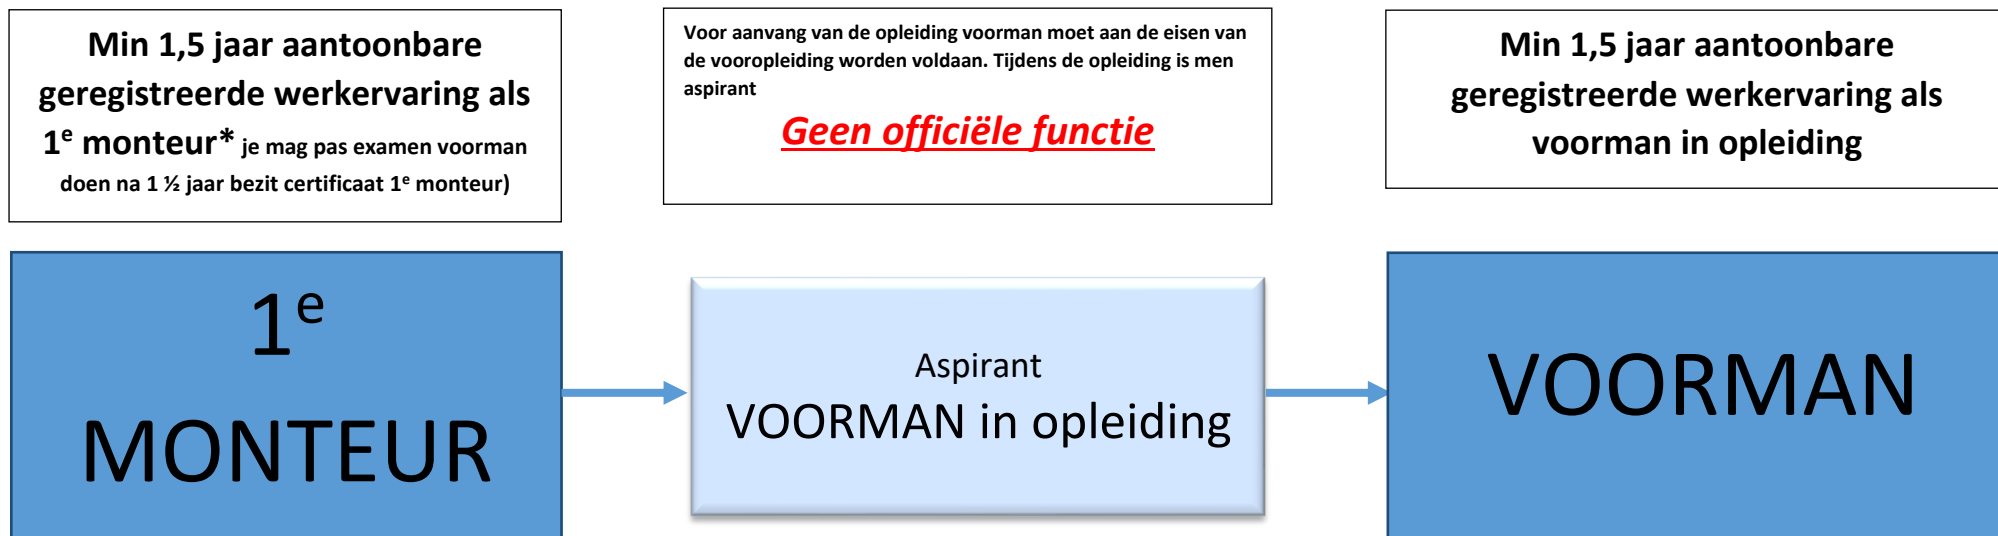 Min 1,5 jaar aantoonbare
geregistreerde werkervaring als
1e monteur* je mag pas examen voorman
doen na 1 ½ jaar bezit certificaat 1e monteur)
Voor aanvang van de opleiding voorman moet aan de eisen van
de vooropleiding worden voldaan. Tijdens de opleiding is men
aspirant
Geen officiële functie
Min 1,5 jaar aantoonbare
geregistreerde werkervaring als
voorman in opleiding
1e
MONTEUR
Aspirant
VOORMAN in opleiding
VOORMAN